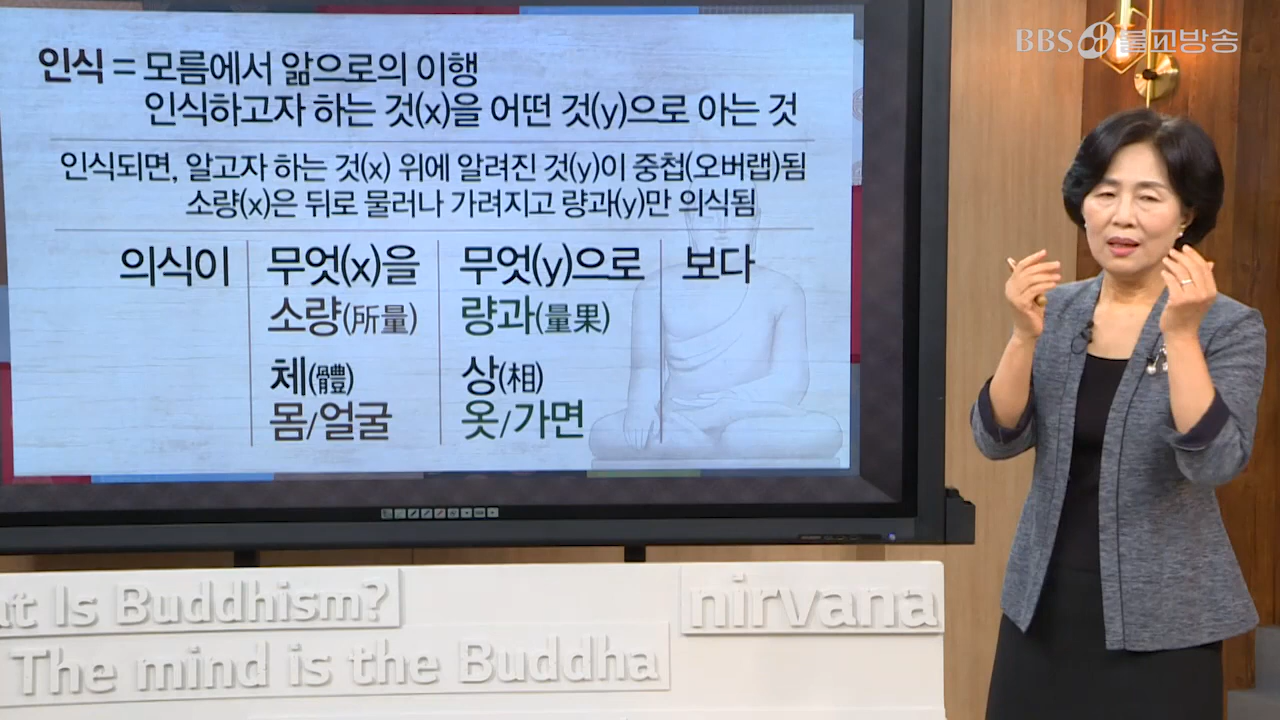 BBS 불교방송
인식 = 모름에서 앎으로의 이행
인식하고자 하는 것(x)을 어떤 것(y)으로 아는 것
인식되면, 알고자 하는 것(x) 위에 알려진 것(y)이 중첩(오버랩)됨
소량(x)은 뒤로 물러나 가려지고 량과(y)만 의식됨
의식이 무엇(x)을 무엇(y)으로 보다
소량(所量) 량과(量果)
체(體) 상(相)
몸/얼굴 옷/가면
Is Buddhism?
nirvana
The mind is the Buddha